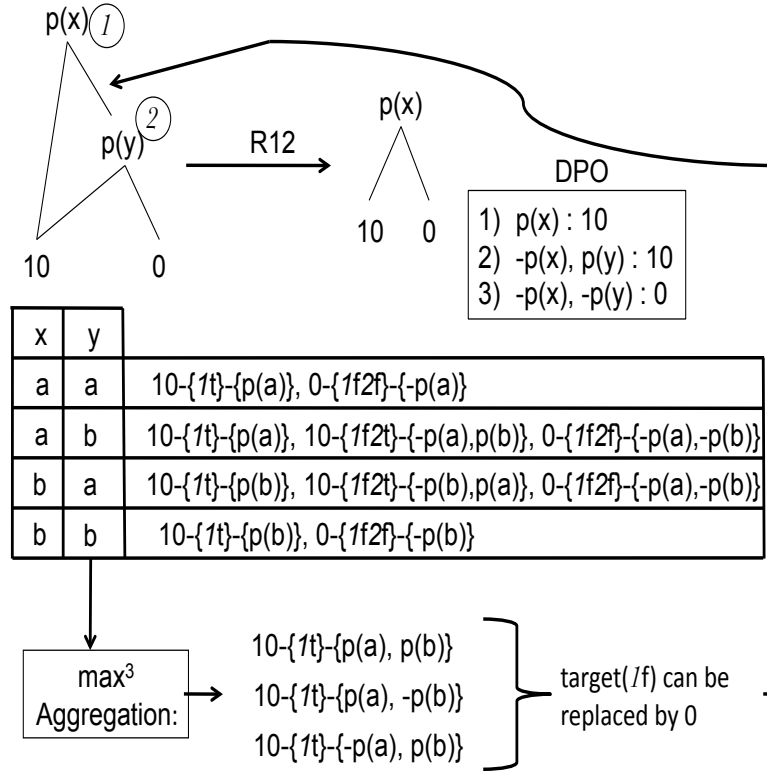 p(x) 1
p(y) 2
10
0
R12
p(x)
10
0
DPO
1) p(x) : 10
2) -p(x), p(y) : 10
3) -p(x), -p(y) : 0
x y
a a 10-{1t}-{p(a)}, 0-{1f2f}-{-p(a)}
a b 10-{1t}-{p(a)}, 10-{1f2t}-{-p(a),p(b)}, 0-{1f2f}-{-p(a),-p(b)}
b a 10-{1t}-{p(b)}, 10-{1f2t}-{-p(b),p(a)}, 0-{1f2f}-{-p(a),-p(b)}
b b 10-{1t}-{p(b)}, 0-{1f2f}-{-p(b)}
max³
Aggregation:
10-{1t}-{p(a), p(b)}
10-{1t}-{p(a), -p(b)}
10-{1t}-{-p(a), p(b)}
target(1f) can be
replaced by 0